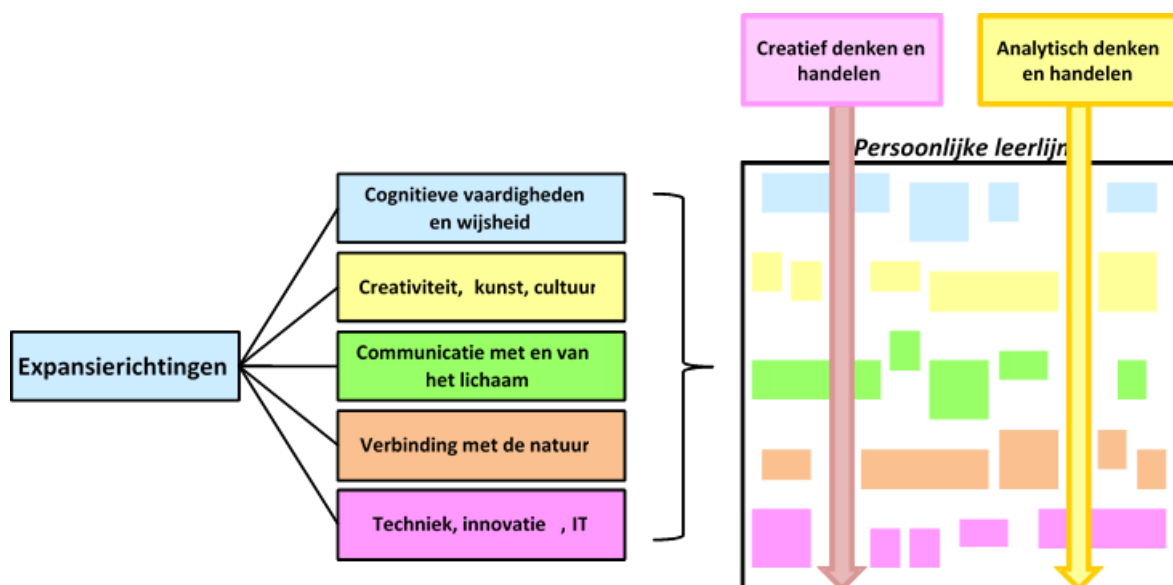 Creatief denken en
handelen
Analytisch denken
en handelen
Persoonlijke leerlijn
Cognitieve vaardigheden
en wijsheid
Creativiteit, kunst, cultuur
Expansierichtingen
Communicatie met en van
het lichaam
Verbinding met de natuur
Techniek, innovatie , IT